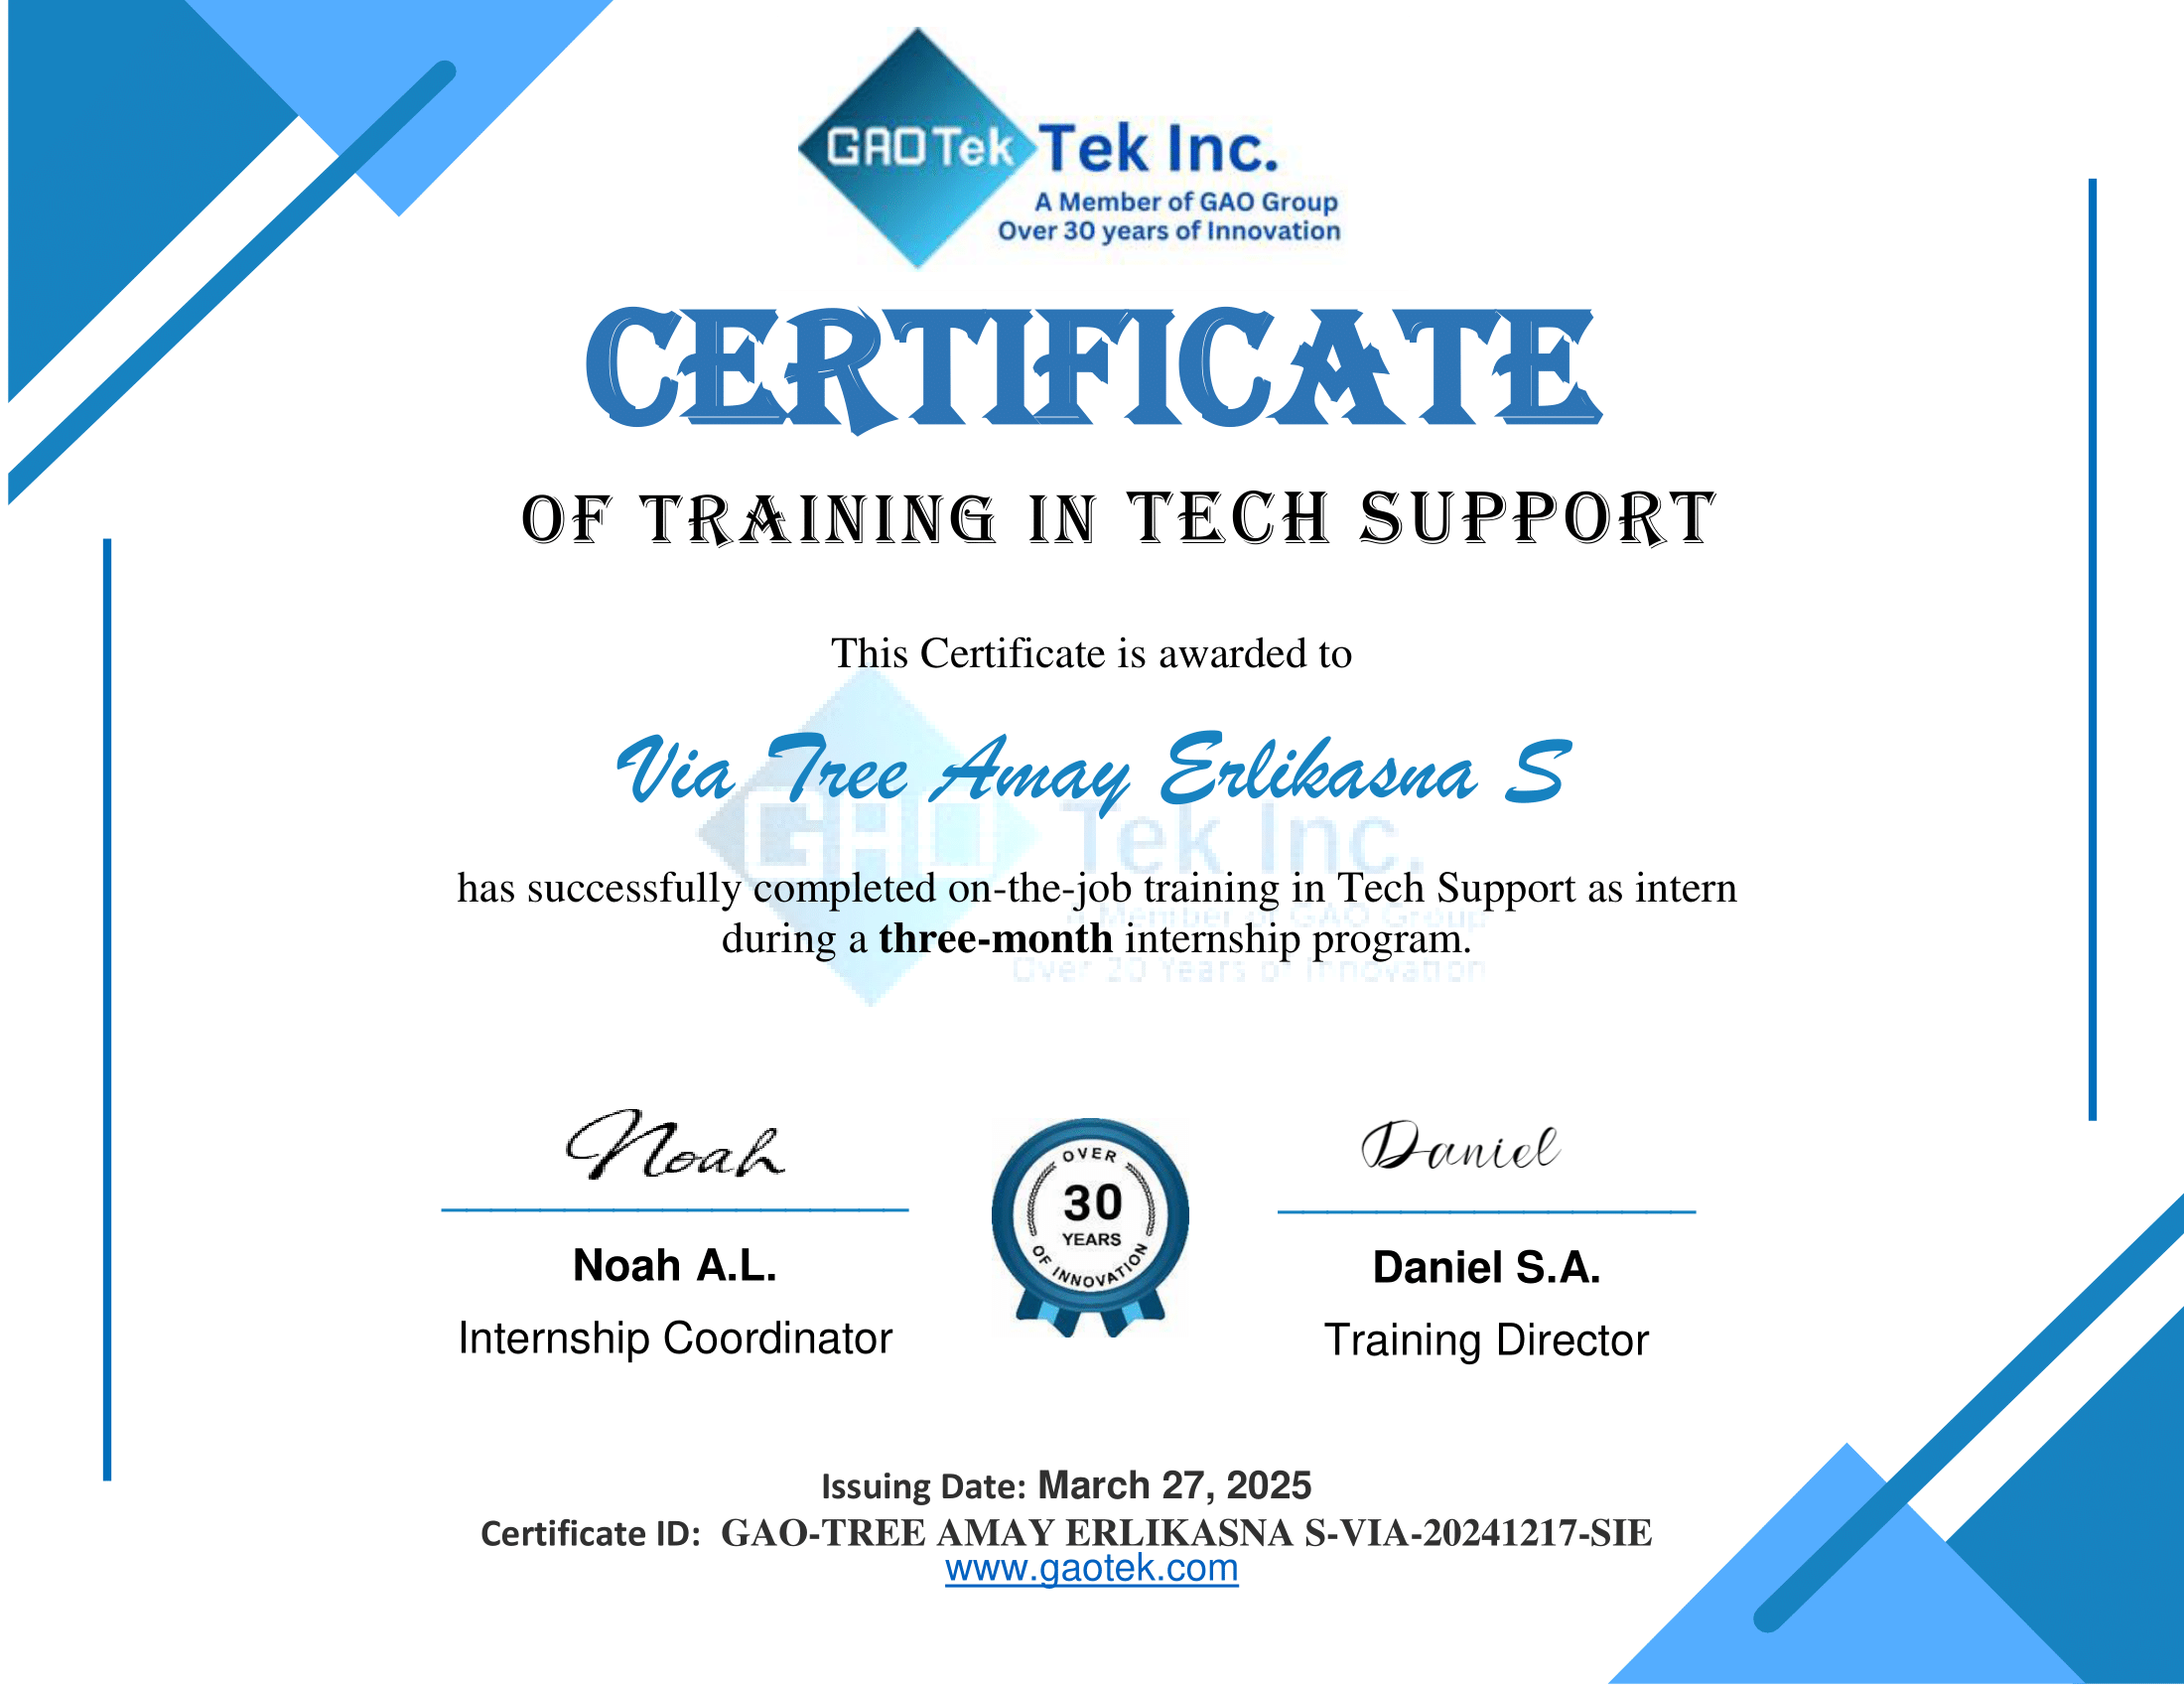 GAOTek Tek Inc.
A Member of GAO Group
Over 30 years of Innovation
CERTIFICATE
OF TRAINING IN TECH SUPPORT
This Certificate is awarded to
Via Tree Amay Erlikasna S
GAO Tek Inc.
has successfully completed on-the-job training in Tech Support as intern
A Member of GAO Group
during a three-month internship program.
Over 20 Years of Innovation
Noah
Daniel
OVER
30
YEARS
OF INNOVATION
Noah A.L.
Daniel S.A.
Internship Coordinator
Training Director
Issuing Date: March 27, 2025
Certificate ID: GAO-TREE AMAY ERLIKASNA S-VIA-20241217-SIE
www.gaotek.com